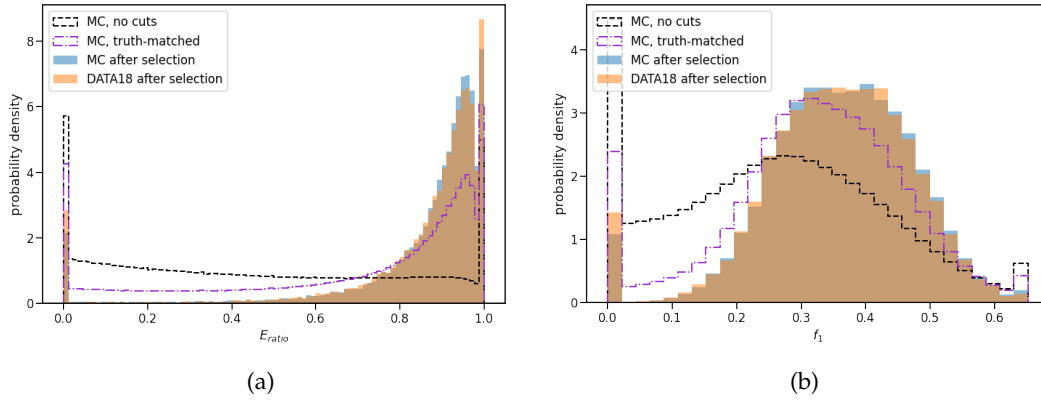 MC, no cuts
MC, truth-matched
MC after selection
DATA18 after selection
probability density
8
6
4
2
0
0.0 0.2 0.4 0.6 0.8 1.0
E_ratio
(a)
MC, no cuts
MC, truth-matched
MC after selection
DATA18 after selection
probability density
4
3
2
1
0
0.0 0.1 0.2 0.3 0.4 0.5 0.6
f_1
(b)